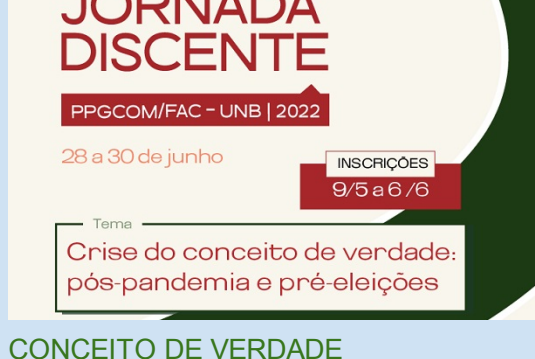 JORNADA
DISCENTE
PPGCOM/FAC - UNB | 2022
28 a 30 de junho
INSCRIÇÕES
9/5 a 6/6
Tema
Crise do conceito de verdade:
pós-pandemia e pré-eleições
CONCEITO DE VERDADE